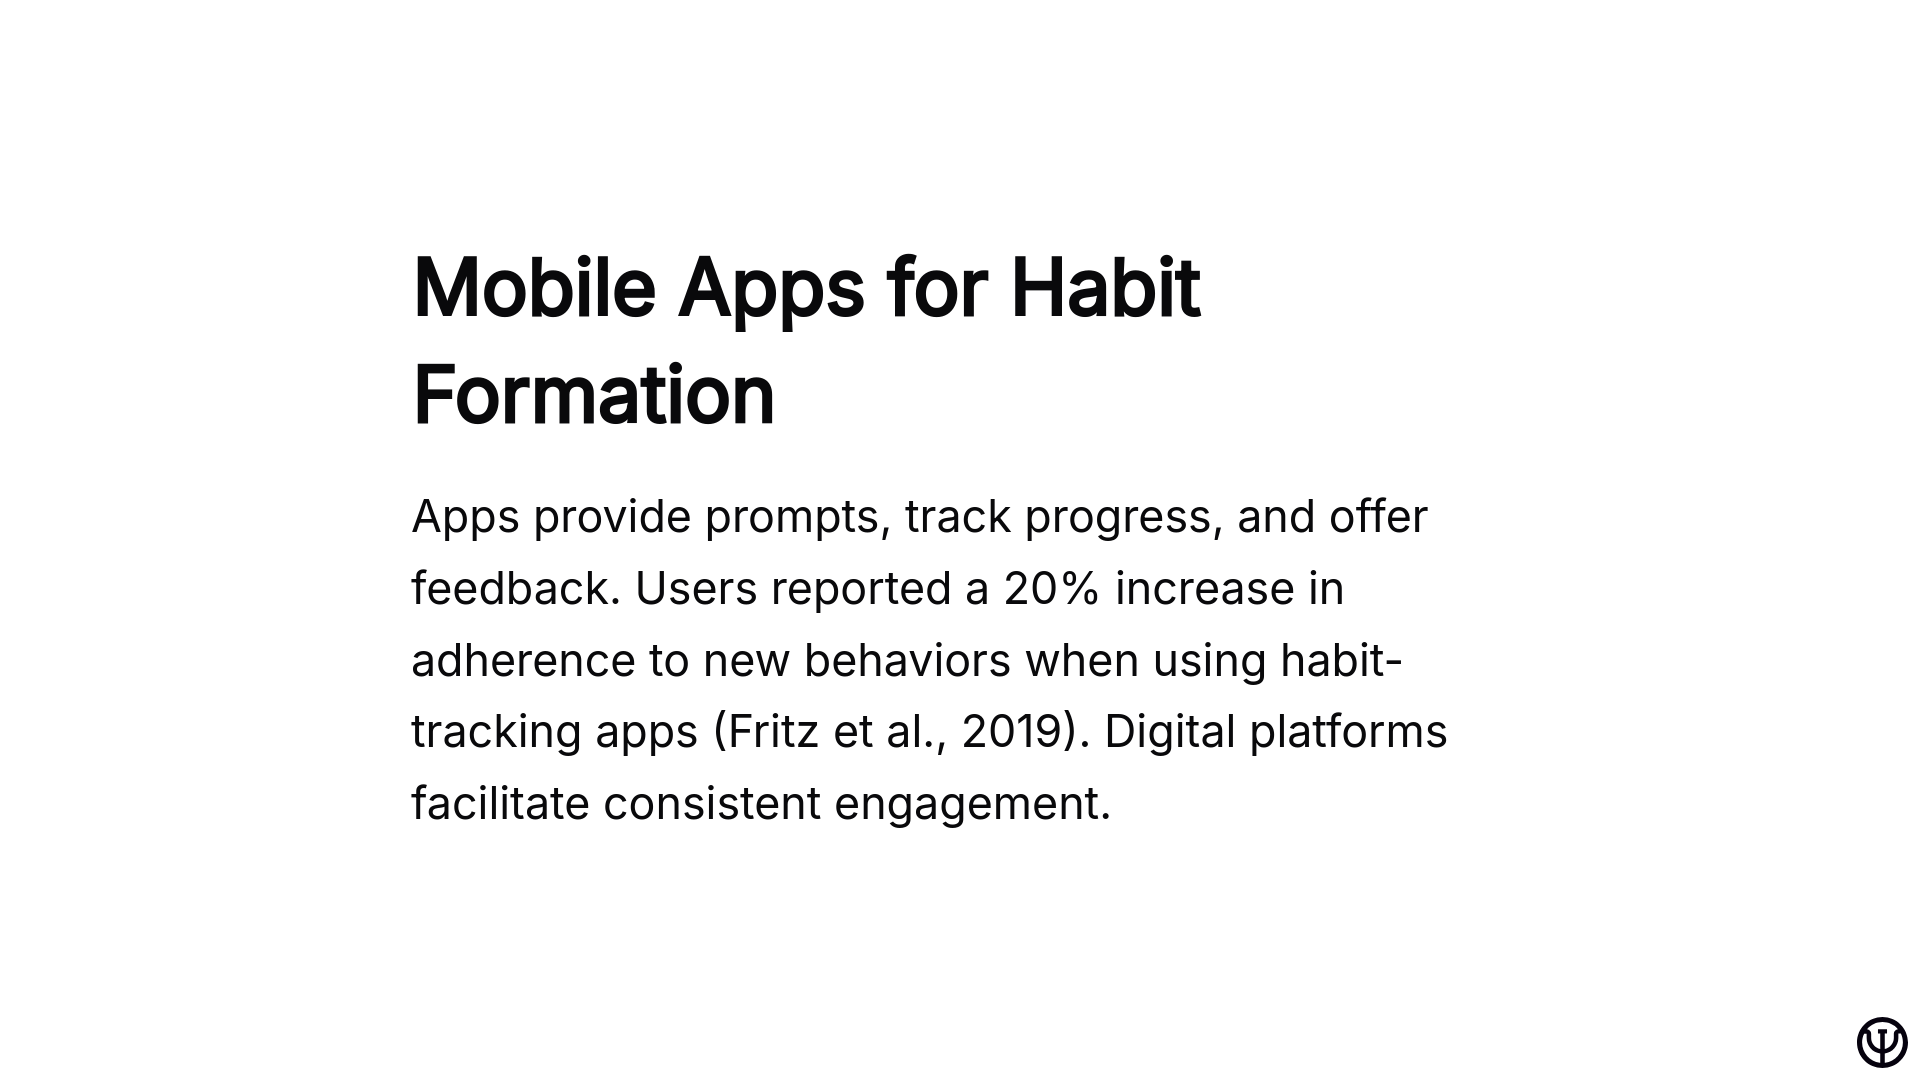 Mobile Apps for Habit
Formation
Apps provide prompts, track progress, and offer
feedback. Users reported a 20% increase in
adherence to new behaviors when using habit-
tracking apps (Fritz et al., 2019). Digital platforms
facilitate consistent engagement.